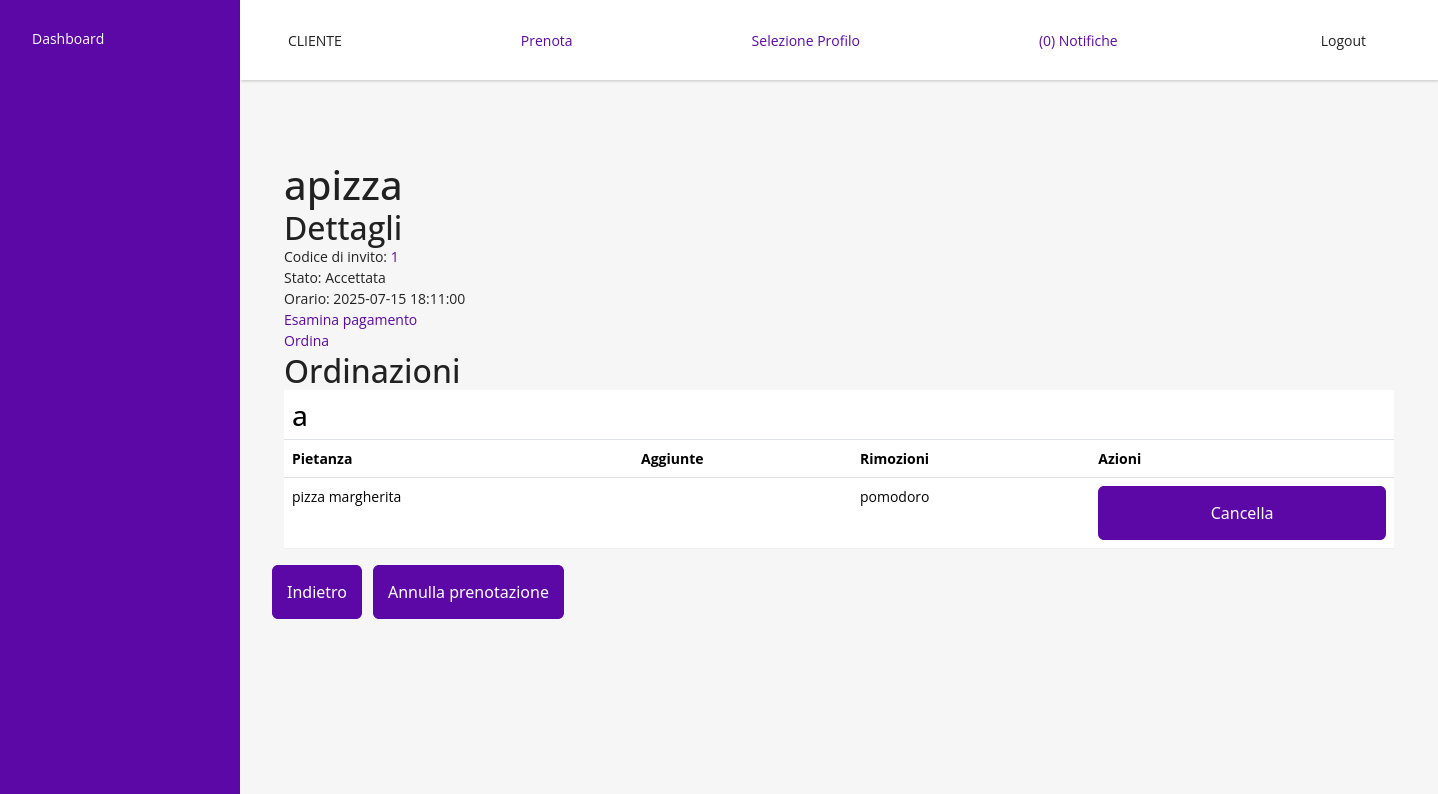 Dashboard
CLIENTE
Prenota
Selezione Profilo
(0) Notifiche
Logout
apizza
Dettagli
Codice di invito: 1
Stato: Accettata
Orario: 2025-07-15 18:11:00
Esamina pagamento
Ordina
Ordinazioni
a
Pietanza Aggiunte Rimozioni Azioni
pizza margherita pomodoro Cancella
Indietro Annulla prenotazione